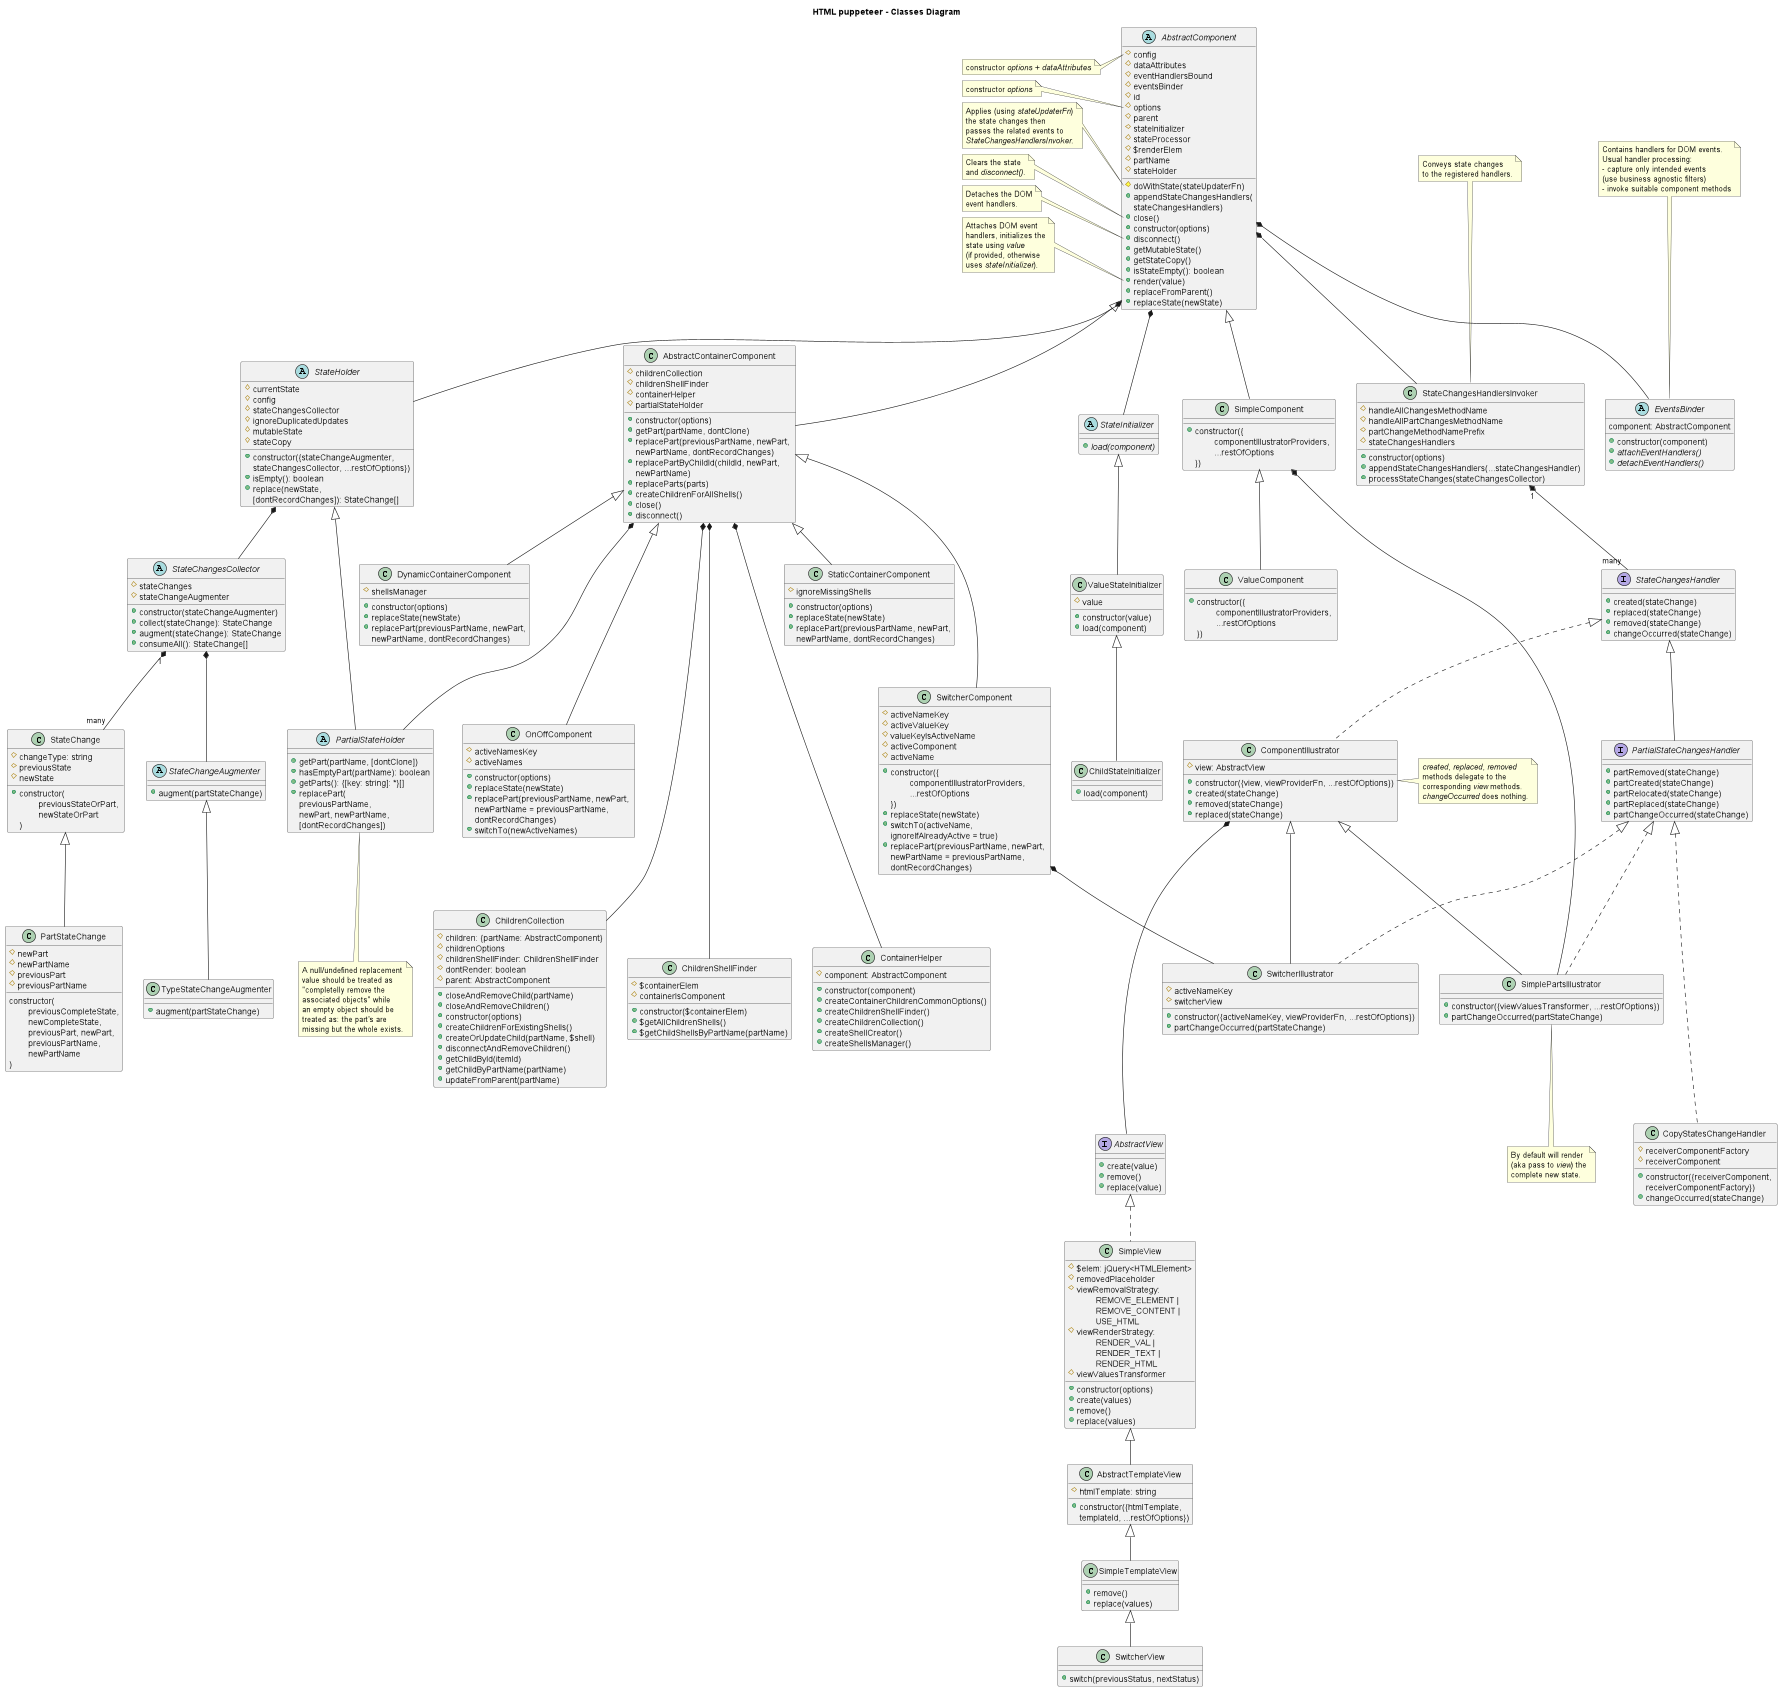 HTML puppeteer - Classes Diagram
A AbstractComponent
config
dataAttributes
eventHandlersBound
eventsBinder
id
options
parent
stateInitializer
stateProcessor
$renderElem
partName
stateHolder
doWithState(stateUpdaterFn)
appendStateChangesHandlers(
stateChangesHandlers)
close()
constructor(options)
disconnect()
getMutableState()
getStateCopy()
isStateEmpty(): boolean
render(value)
replaceFromParent()
replaceState(newState)
constructor options + dataAttributes
constructor options
Applies (using stateUpdaterFn)
the state changes then
passes the related events to
StateChangesHandlersInvoker.
Clears the state
and disconnect().
Detaches the DOM
event handlers.
Attaches DOM event
handlers, initializes the
state using value
(if provided, otherwise
uses stateInitializer).
Conveys state changes
to the registered handlers.
Contains handlers for DOM events.
Usual handler processing:
- capture only intended events
(use business agnostic filters)
- invoke suitable component methods
A StateHolder
currentState
config
stateChangesCollector
ignoreDuplicatedUpdates
mutableState
stateCopy
constructor({stateChangeAugmenter,
stateChangesCollector, ...restOfOptions})
isEmpty(): boolean
replace(newState,
[dontRecordChanges]): StateChange[]
C AbstractContainerComponent
childrenCollection
childrenShellFinder
containerHelper
partialStateHolder
constructor(options)
getPart(partName, dontClone)
replacePart(previousPartName, newPart,
newPartName, dontRecordChanges)
replacePartByChildId(childId, newPart,
newPartName)
replaceParts(parts)
createChildrenForAllShells()
close()
disconnect()
A StateInitializer
load(component)
C SimpleComponent
constructor({
componentIllustratorProviders,
...restOfOptions
})
C StateChangesHandlersInvoker
handleAllChangesMethodName
handleAllPartChangesMethodName
partChangeMethodNamePrefix
stateChangesHandlers
constructor(options)
appendStateChangesHandlers(...stateChangesHandler)
processStateChanges(stateChangesCollector)
A EventsBinder
component: AbstractComponent
constructor(component)
attachEventHandlers()
detachEventHandlers()
1
many
A StateChangesCollector
stateChanges
stateChangeAugmenter
constructor(stateChangeAugmenter)
collect(stateChange): StateChange
augment(stateChange): StateChange
consumeAll(): StateChange[]
1
many
C DynamicContainerComponent
shellsManager
constructor(options)
replaceState(newState)
replacePart(previousPartName, newPart,
newPartName, dontRecordChanges)
C StaticContainerComponent
ignoreMissingShells
constructor(options)
replaceState(newState)
replacePart(previousPartName, newPart,
newPartName, dontRecordChanges)
C ValueStateInitializer
value
constructor(value)
load(component)
C ValueComponent
constructor({
componentIllustratorProviders,
...restOfOptions
})
I StateChangesHandler
created(stateChange)
replaced(stateChange)
removed(stateChange)
changeOccurred(stateChange)
C StateChange
changeType: string
previousState
newState
constructor(
previousStateOrPart,
newStateOrPart
)
A StateChangeAugmenter
augment(partStateChange)
A PartialStateHolder
getPart(partName, [dontClone])
hasEmptyPart(partName): boolean
getParts(): {[key: string]: *}[]
replacePart(
previousPartName,
newPart, newPartName,
[dontRecordChanges])
C OnOffComponent
activeNamesKey
activeNames
constructor(options)
replaceState(newState)
replacePart(previousPartName, newPart,
newPartName = previousPartName,
dontRecordChanges)
switchTo(newActiveNames)
C SwitcherComponent
activeNameKey
activeValueKey
valueKeyIsActiveName
activeComponent
activeName
constructor({
componentIllustratorProviders,
...restOfOptions
})
replaceState(newState)
switchTo(activeName,
ignoreIfAlreadyActive = true)
replacePart(previousPartName, newPart,
newPartName = previousPartName,
dontRecordChanges)
C ChildStateInitializer
load(component)
C ComponentIllustrator
view: AbstractView
constructor({view, viewProviderFn, ...restOfOptions})
created(stateChange)
removed(stateChange)
replaced(stateChange)
created, replaced, removed
methods delegate to the
corresponding view methods.
changeOccurred does nothing.
I PartialStateChangesHandler
partRemoved(stateChange)
partCreated(stateChange)
partRelocated(stateChange)
partReplaced(stateChange)
partChangeOccurred(stateChange)
C PartStateChange
newPart
newPartName
previousPart
previousPartName
constructor(
previousCompleteState,
newCompleteState,
previousPart, newPart,
previousPartName,
newPartName
)
C TypeStateChangeAugmenter
augment(partStateChange)
A null/undefined replacement
value should be treated as
"completelly remove the
associated objects" while
an empty object should be
treated as: the part's are
missing but the whole exists.
C ChildrenCollection
children: {partName: AbstractComponent}
childrenOptions
childrenShellFinder: ChildrenShellFinder
dontRender: boolean
parent: AbstractComponent
closeAndRemoveChild(partName)
closeAndRemoveChildren()
constructor(options)
createChildrenForExistingShells()
createOrUpdateChild(partName, $shell)
disconnectAndRemoveChildren()
getChildById(itemId)
getChildByPartName(partName)
updateFromParent(partName)
C ChildrenShellFinder
$containerElem
containerIsComponent
constructor($containerElem)
$getAllChildrenShells()
$getChildShellsByPartName(partName)
C ContainerHelper
component: AbstractComponent
constructor(component)
createContainerChildrenCommonOptions()
createChildrenShellFinder()
createChildrenCollection()
createShellCreator()
createShellsManager()
C SwitcherIllustrator
activeNameKey
switcherView
constructor({activeNameKey, viewProviderFn, ...restOfOptions})
partChangeOccurred(partStateChange)
C SimplePartsIllustrator
constructor({viewValuesTransformer, ...restOfOptions})
partChangeOccurred(partStateChange)
I AbstractView
create(value)
remove()
replace(value)
By default will render
(aka pass to view) the
complete new state.
C CopyStatesChangeHandler
receiverComponentFactory
receiverComponent
constructor({receiverComponent,
receiverComponentFactory})
changeOccurred(stateChange)
C SimpleView
$elem: jQuery<HTMLElement>
removedPlaceholder
viewRemovalStrategy:
REMOVE_ELEMENT |
REMOVE_CONTENT |
USE_HTML
viewRenderStrategy:
RENDER_VAL |
RENDER_TEXT |
RENDER_HTML
viewValuesTransformer
constructor(options)
create(values)
remove()
replace(values)
C AbstractTemplateView
htmlTemplate: string
constructor({htmlTemplate,
templateId, ...restOfOptions})
C SimpleTemplateView
remove()
replace(values)
C SwitcherView
switch(previousStatus, nextStatus)